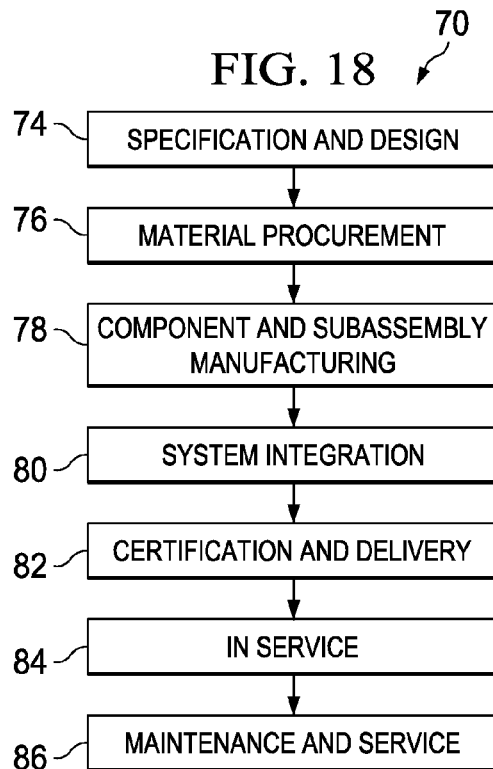 70
FIG. 18
74
SPECIFICATION AND DESIGN
76
MATERIAL PROCUREMENT
78
COMPONENT AND SUBASSEMBLY
MANUFACTURING
80
SYSTEM INTEGRATION
82
CERTIFICATION AND DELIVERY
84
IN SERVICE
86
MAINTENANCE AND SERVICE